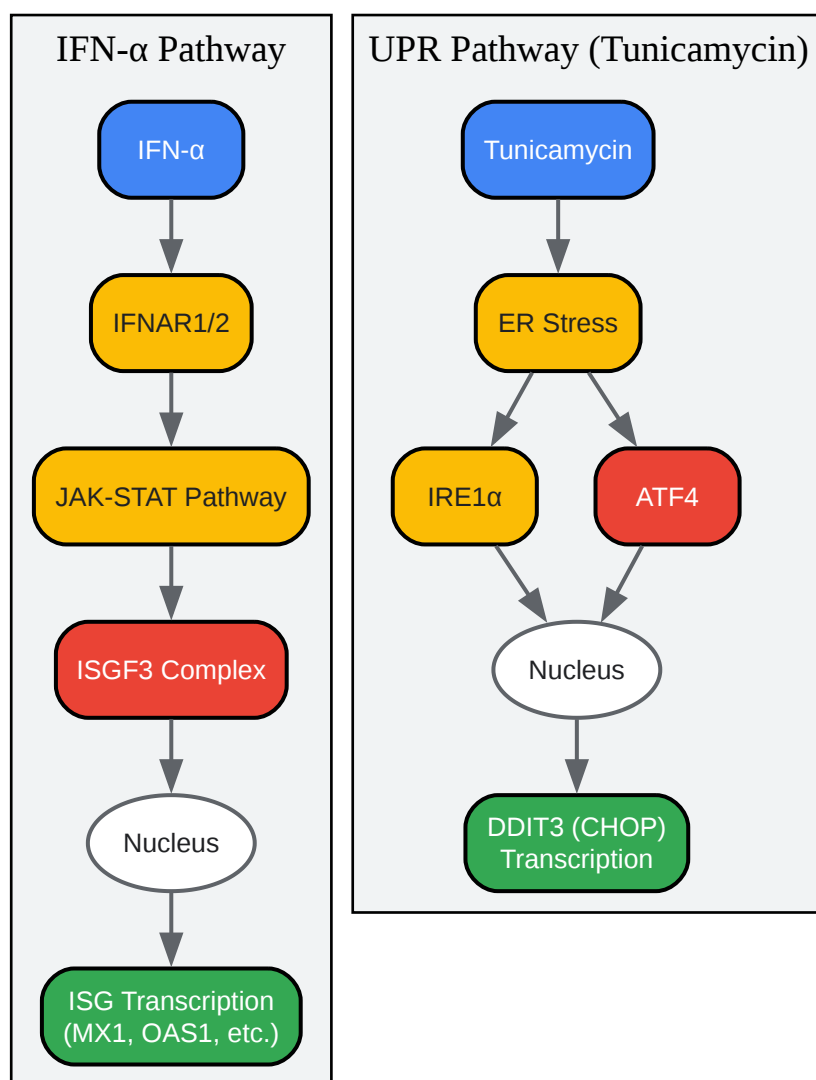 IFN-α Pathway
IFN-α
IFNAR1/2
JAK-STAT Pathway
ISGF3 Complex
Nucleus
ISG Transcription
(MX1, OAS1, etc.)
UPR Pathway (Tunicamycin)
Tunicamycin
ER Stress
IRE1α
ATF4
Nucleus
DDIT3 (CHOP)
Transcription